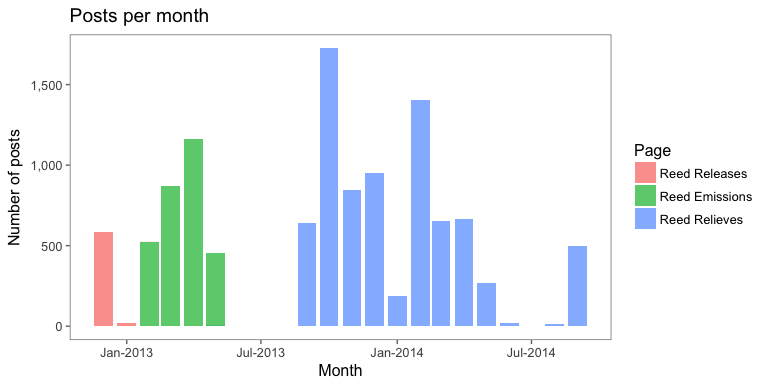 Posts per month
Number of posts
1,500
1,000
500
0
Jan-2013
Jul-2013
Jan-2014
Jul-2014
Month
Page
Reed Releases
Reed Emissions
Reed Relieves